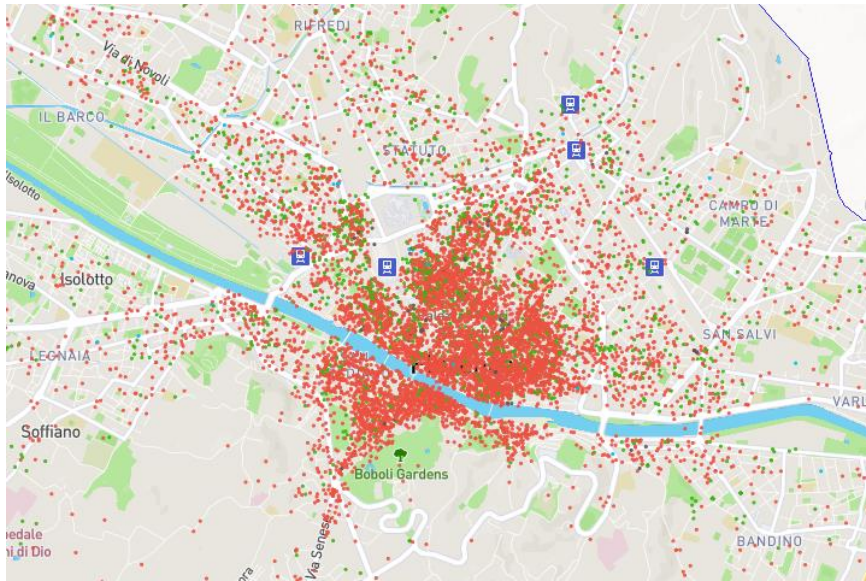 RIFREDI
Via di Novoli
IL BARCO
STATUTO
CAMPO DI
MARTE
Isolotto
LEGNAIA
SAN SALVI
Soffiano
Boboli Gardens
Via Senese
BANDINO